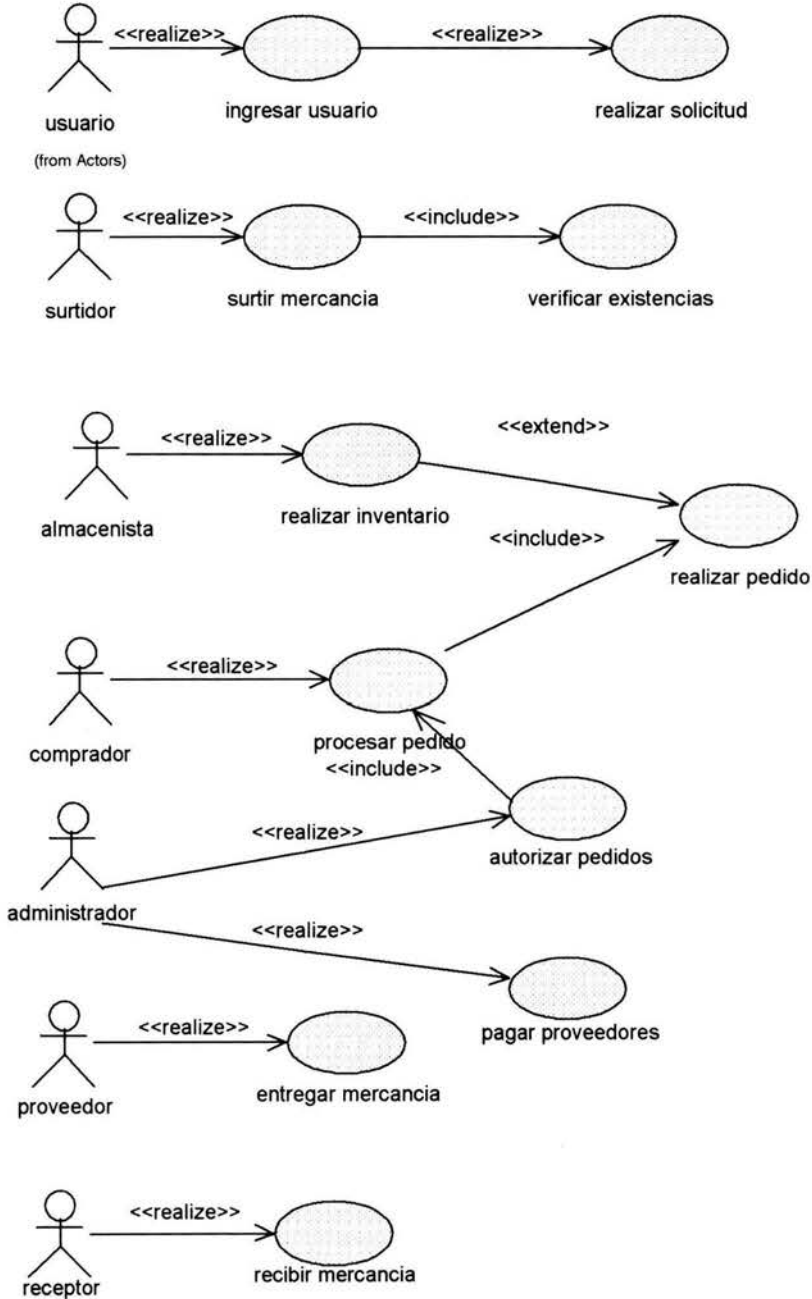 <<realize>>
<<realize>>
usuario
ingresar usuario
realizar solicitud
(from Actors)
<<realize>>
<<include>>
surtidor
surtir mercancia
verificar existencias
<<realize>>
<<extend>>
almacenista
realizar inventario
<<include>>
realizar pedido
<<realize>>
comprador
procesar pedido
<<include>>
<<realize>>
autorizar pedidos
administrador
<<realize>>
pagar proveedores
<<realize>>
proveedor
entregar mercancia
<<realize>>
receptor
recibir mercancia